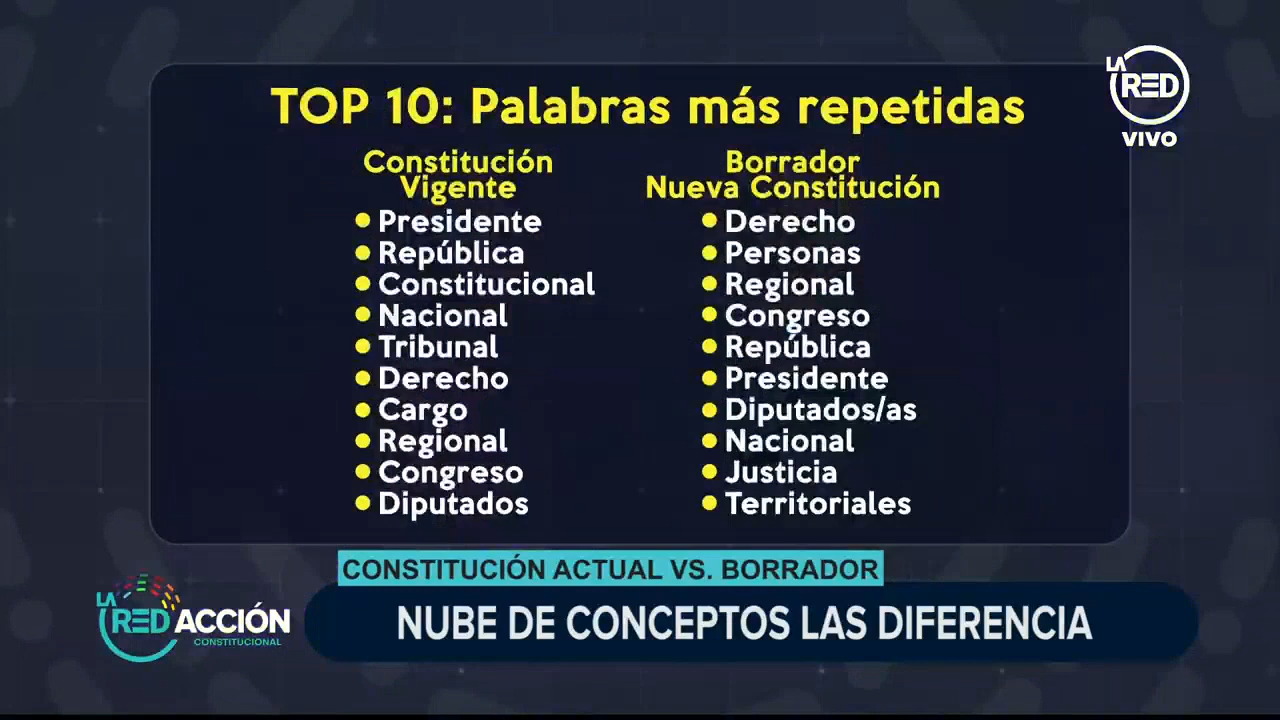 LA RED
VIVO
TOP 10: Palabras más repetidas
Constitución
Vigente
Presidente
República
Constitucional
Nacional
Tribunal
Derecho
Cargo
Regional
Congreso
Diputados
Borrador
Nueva Constitución
Derecho
Personas
Regional
Congreso
República
Presidente
Diputados/as
Nacional
Justicia
Territoriales
CONSTITUCIÓN ACTUAL VS. BORRADOR
NUBE DE CONCEPTOS LAS DIFERENCIA
LA
RED ACCIÓN
CONSTITUCIONAL